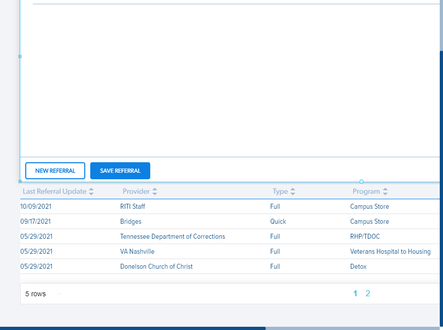 NEW REFERRAL SAVE REFERRAL
Last Referral Update Provider Type Program
10/09/2021 RITI Staff Full Campus Store
09/17/2021 Bridges Quick Campus Store
05/29/2021 Tennessee Department of Corrections Full RHP/TDOC
05/29/2021 VA Nashville Full Veterans Hospital to Housing
05/29/2021 Donelson Church of Christ Full Detox
5 rows 1 2